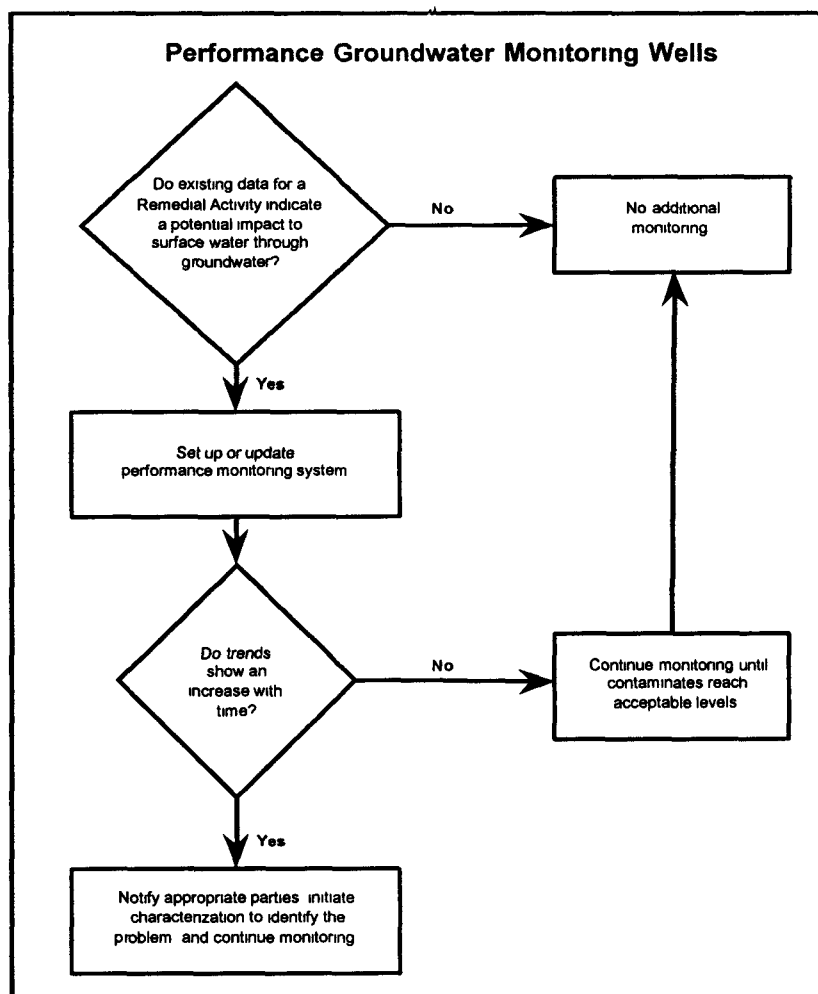 Performance Groundwater Monitoring Wells
Do existing data for a
Remedial Activity indicate
a potential impact to
surface water through
groundwater?
No
No additional
monitoring
Yes
Set up or update
performance monitoring system
Do trends
show an
increase with
time?
No
Continue monitoring until
contaminates reach
acceptable levels
Yes
Notify appropriate parties initiate
characterization to identify the
problem and continue monitoring